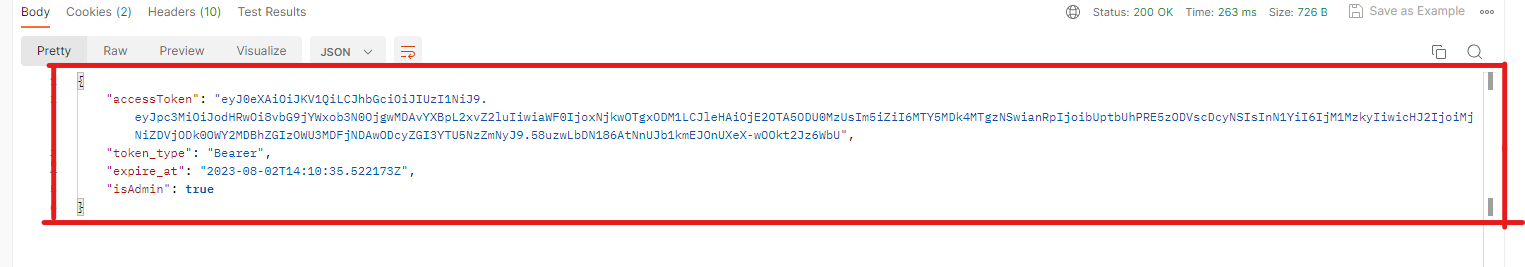 Body Cookies (2) Headers (10) Test Results Status: 200 OK Time: 263 ms Size: 726 B Save as Example
Pretty Raw Preview Visualize JSON
{
"accessToken": "eyJ0eXAiOiJKV1QiLCJhbGciOiJIUzI1NiJ9.
eyJpc3MiOiJodHRwOi8vbG9jYWxob3N0OjgwMDAvYXBpL2xvZ2luIiwiaWF0IjoxNjkwOTgxODM1LCJleHAiOjE2OTA5ODU0MzUsIm5iZiI6MTY5MDk4MTgzNSwianRpIjoibUptbUhPRE5zODVscDcyNSIsInN1YiI6IjM1MzkyIiwicHJ2IjoiMj
NiZDVjODk0OWY2MDBhZGIzOWU3MDFjNDAwODcyZGI3YTU5NzZmNyJ9.58uzwLbDN186AtNnUJb1kmEJOnUXeX-wOOkt2Jz6WbU",
"token_type": "Bearer",
"expire_at": "2023-08-02T14:10:35.522173Z",
"isAdmin": true
}